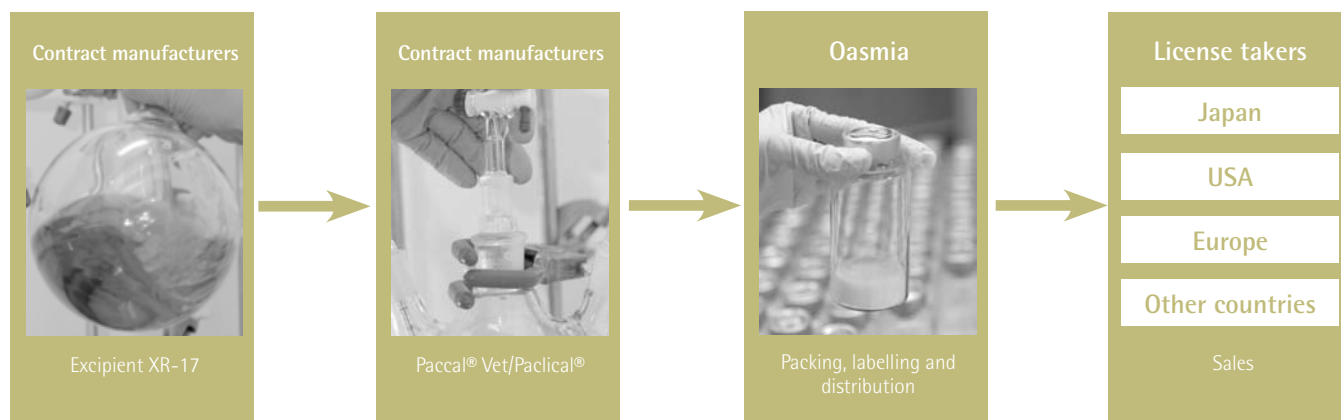 Contract manufacturers
Excipient XR-17
Contract manufacturers
Paccal® Vet/Paclical®
Oasmia
Packing, labelling and
distribution
License takers
Japan
USA
Europe
Other countries
Sales